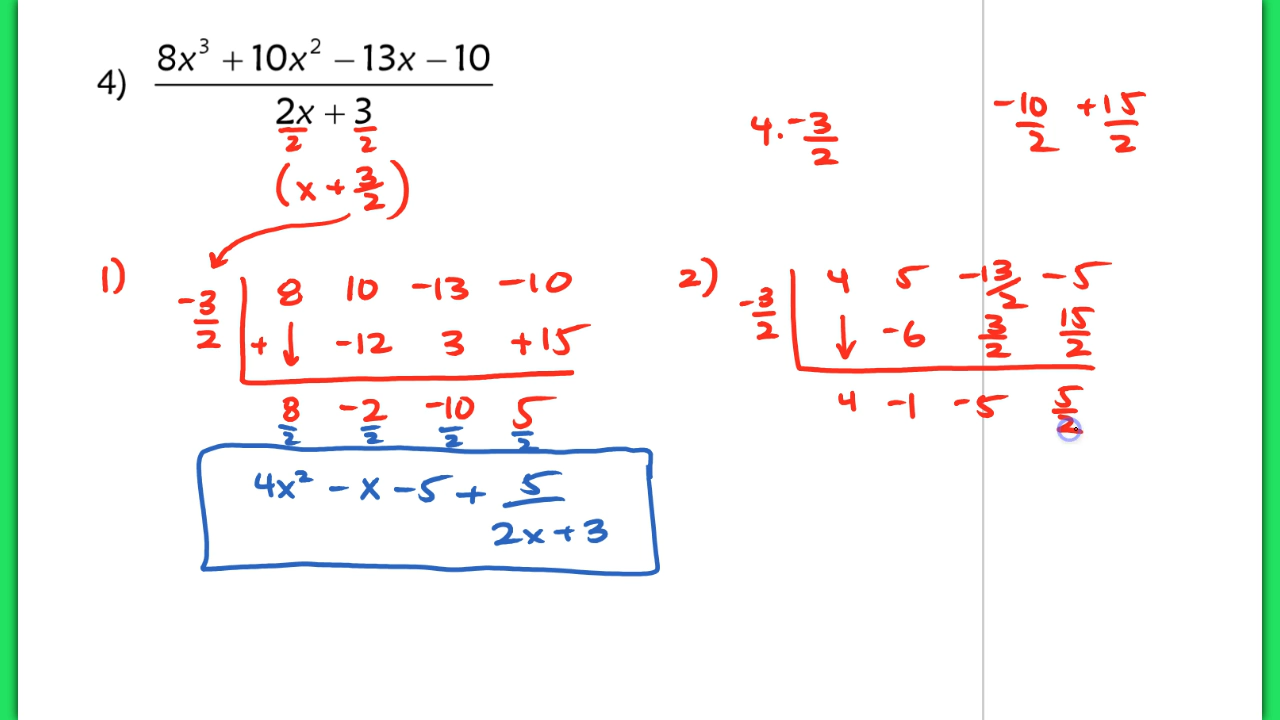 4) (8x³ + 10x² − 13x − 10) / (2x + 3)
2 2
(x + 3/2)
4 · −3/2
−10/2 +15/2
1)
−3/2 | 8 10 −13 −10
+ ↓ −12 3 +15
8/2 −2/2 −10/2 5/2
4x² − x − 5 + 5/(2x + 3)
2)
−3/2 | 4 5 −13/2 −5
↓ −6 3/2 15/2
4 −1 −5 5/2